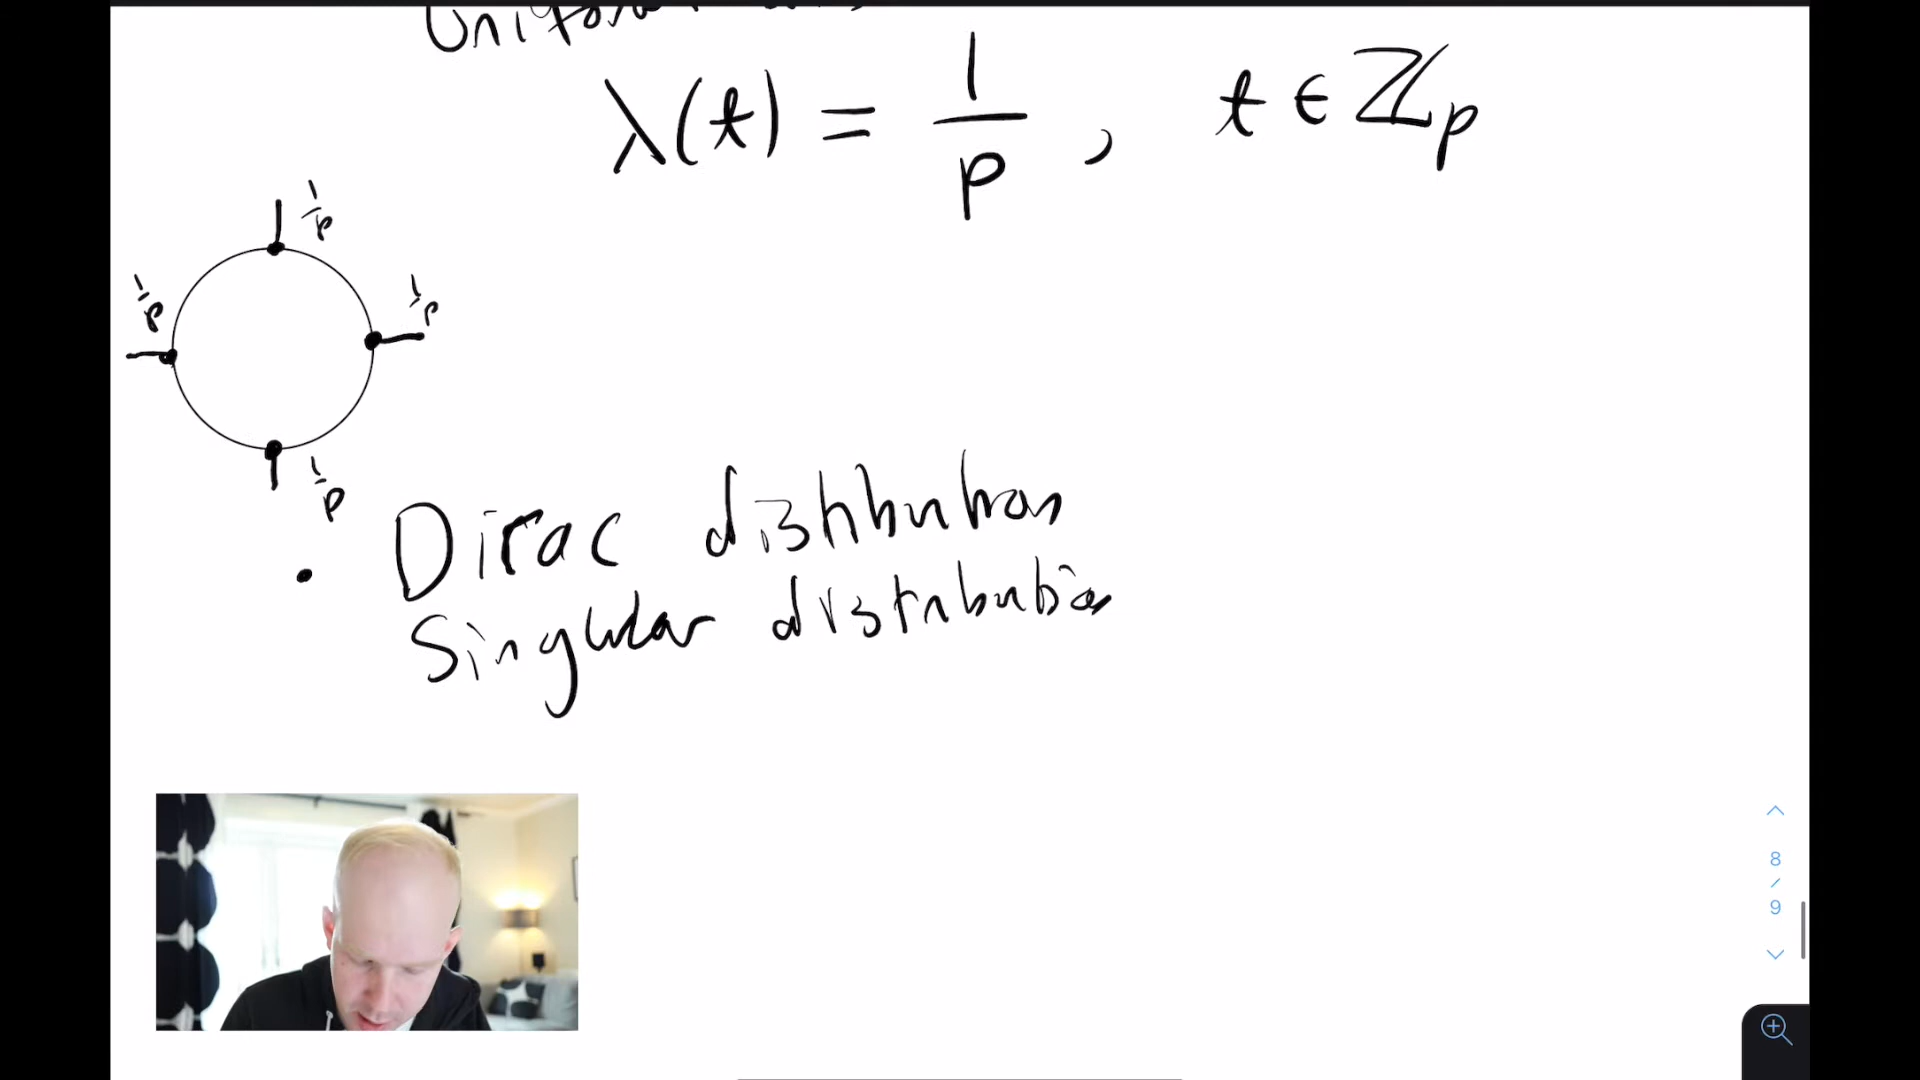 λ(t) = 1/p , t ∈ ℤp
1/p
1/p
1/p
1/p
• Dirac distribution
Singular distribution
8
/
9